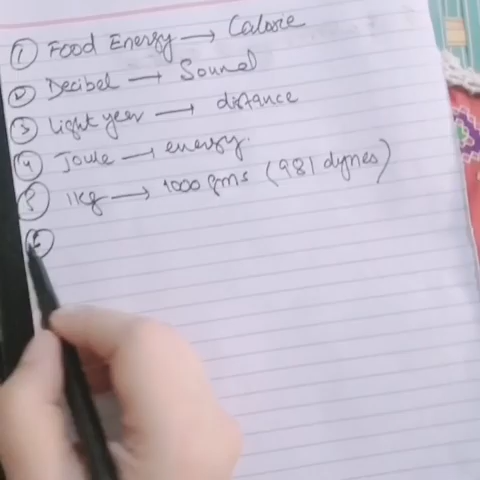 ① Food Energy → Calorie
② Decibel → Sound
③ Light year → distance
④ Joule → energy.
⑤ 1Kg → 1000 gms (981 dynes)
⑥